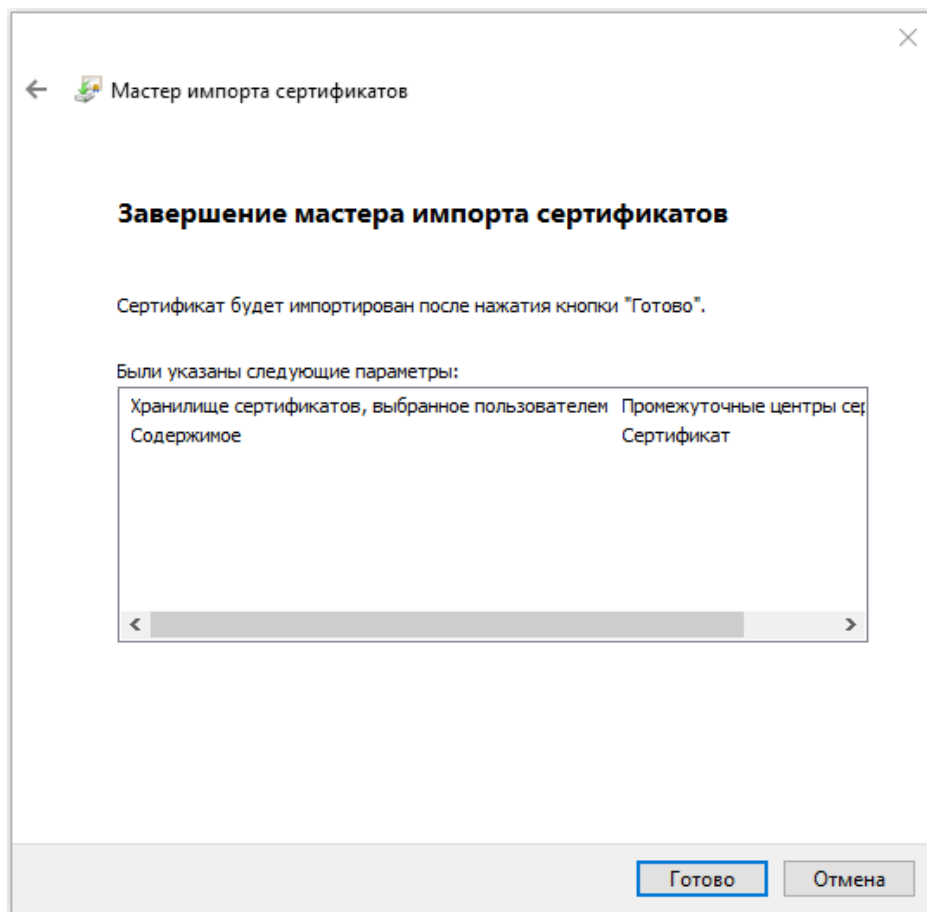 Мастер импорта сертификатов
Завершение мастера импорта сертификатов
Сертификат будет импортирован после нажатия кнопки "Готово".
Были указаны следующие параметры:
Хранилище сертификатов, выбранное пользователем Промежуточные центры сер
Содержимое Сертификат
Готово Отмена